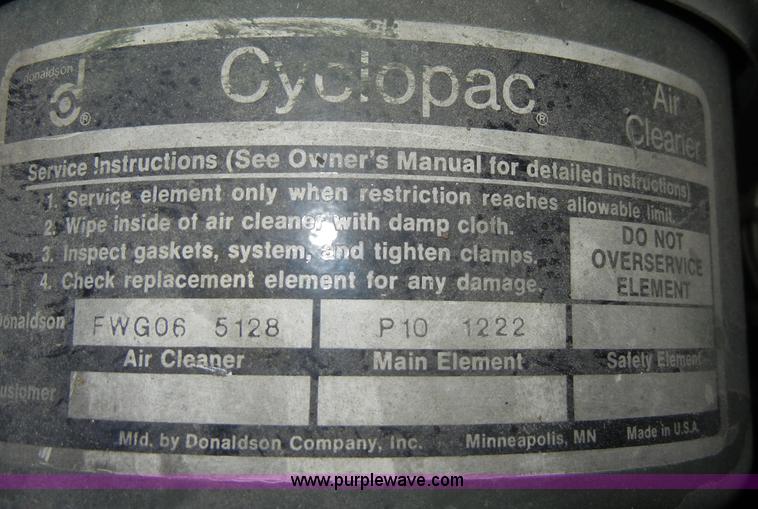 donaldson
®
Cyclopac®
Air
Cleaner
Service Instructions (See Owner's Manual for detailed instructions)
1. Service element only when restriction reaches allowable limit.
2. Wipe inside of air cleaner with damp cloth.
3. Inspect gaskets, system, and tighten clamps.
4. Check replacement element for any damage.
DO NOT
OVERSERVICE
ELEMENT
Donaldson FWG06 5128 P10 1222
Air Cleaner Main Element Safety Element
Customer
Mfd. by Donaldson Company, Inc. Minneapolis, MN Made in U.S.A.
www.purplewave.com